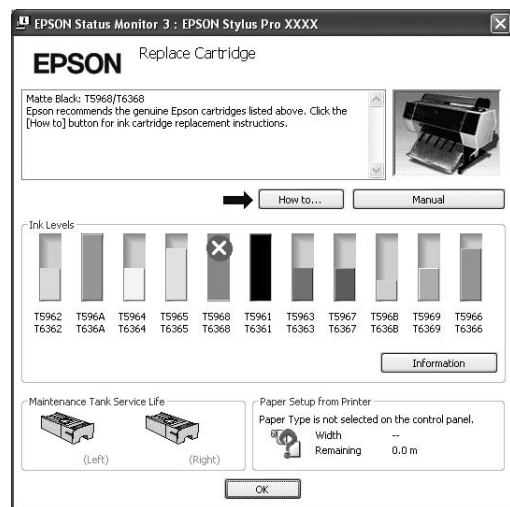 EPSON Status Monitor 3 : EPSON Stylus Pro XXXX
EPSON
Replace Cartridge
Matte Black: T5968/T6368
Epson recommends the genuine Epson cartridges listed above. Click the
[How to] button for ink cartridge replacement instructions.
How to...
Manual
Ink Levels
T5962 T596A T5964 T5965 T5968 T5961 T5963 T5967 T596B T5969 T5966
T6362 T636A T6364 T6365 T6368 T6361 T6363 T6367 T636B T6369 T6366
Information
Maintenance Tank Service Life
(Left)
(Right)
Paper Setup from Printer
Paper Type is not selected on the control panel.
Width --
Remaining 0.0 m
OK